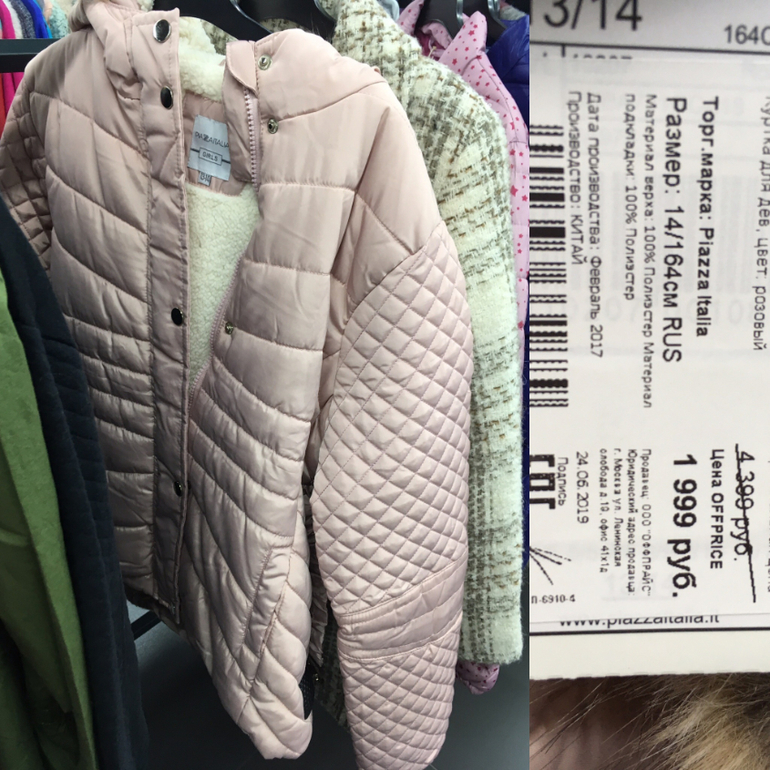 PIAZZAITALIA
GIRLS
3/14
164C
Куртка для дев, цвет: розовый
Торг.марка: Piazza Italia
Размер: 14/164см RUS
Материал верха: 100% Полиэстер Материал
подкладки: 100% Полиэстер
Дата производства: Февраль 2017
Производство: КИТАЙ
4 399 руб.
Цена OFFPRICE
1 999 руб.
Продавец: ООО "ОФФПРАЙС"
Юридический адрес продавца:
г. Москва ул. Ленинская
слобода д.19, офис 41х1д
24.06.2019
Подпись
www.piazzaitalia.it